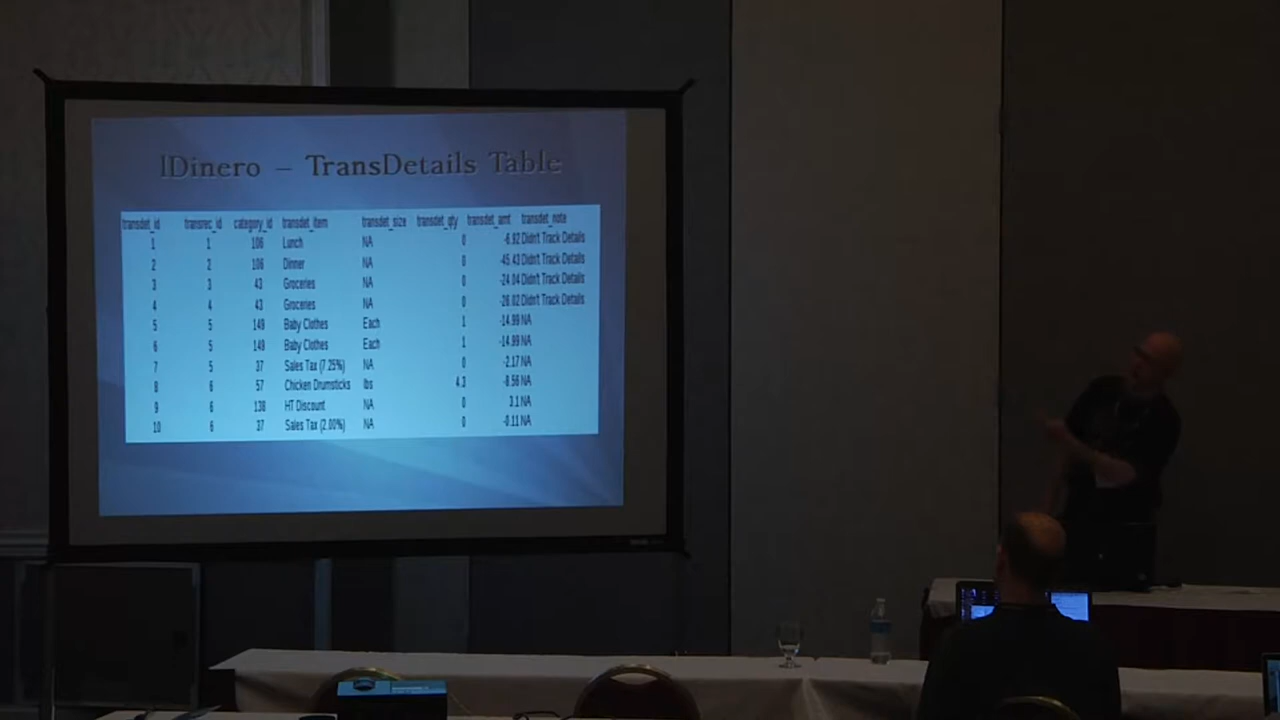 lDinero – TransDetails Table
transdet_id transrec_id category_id transdet_item transdet_size transdet_qty transdet_amt transdet_note
1 1 106 Lunch NA 0 -6.92 Didn't Track Details
2 2 106 Dinner NA 0 -45.43 Didn't Track Details
3 3 43 Groceries NA 0 -24.04 Didn't Track Details
4 4 43 Groceries NA 0 -26.02 Didn't Track Details
5 5 149 Baby Clothes Each 1 -14.99 NA
6 5 149 Baby Clothes Each 1 -14.99 NA
7 5 37 Sales Tax (7.25%) NA 0 -2.17 NA
8 6 57 Chicken Drumsticks lbs 4.3 -8.56 NA
9 6 136 HT Discount NA 0 3.1 NA
10 6 37 Sales Tax (2.00%) NA 0 -0.11 NA